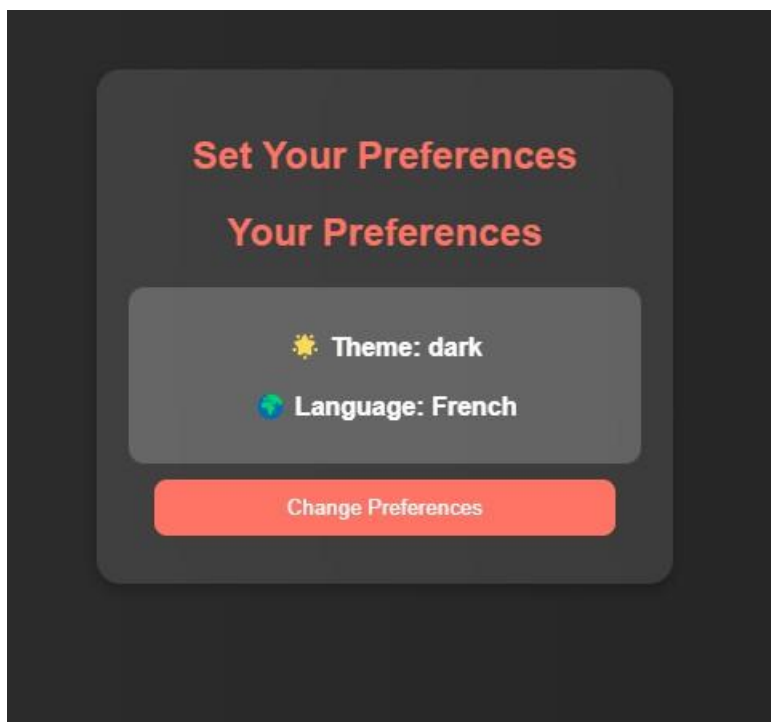 Set Your Preferences
Your Preferences
🌟 Theme: dark
🌍 Language: French
Change Preferences